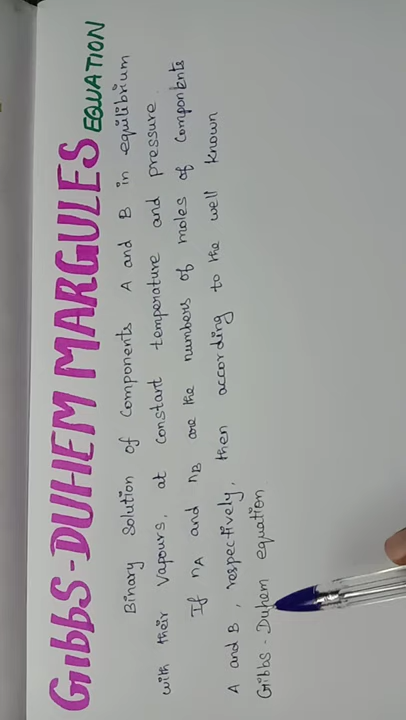 GIbbS-DUHEM MARGULES EQUATION
Binary Solution of Components A and B in equilibrium
with their Vapours, at Constant temperature and pressure.
If nA and nB are the numbers of moles of Components
A and B, respectively, then according to the well known
Gibbs-Duhem equation